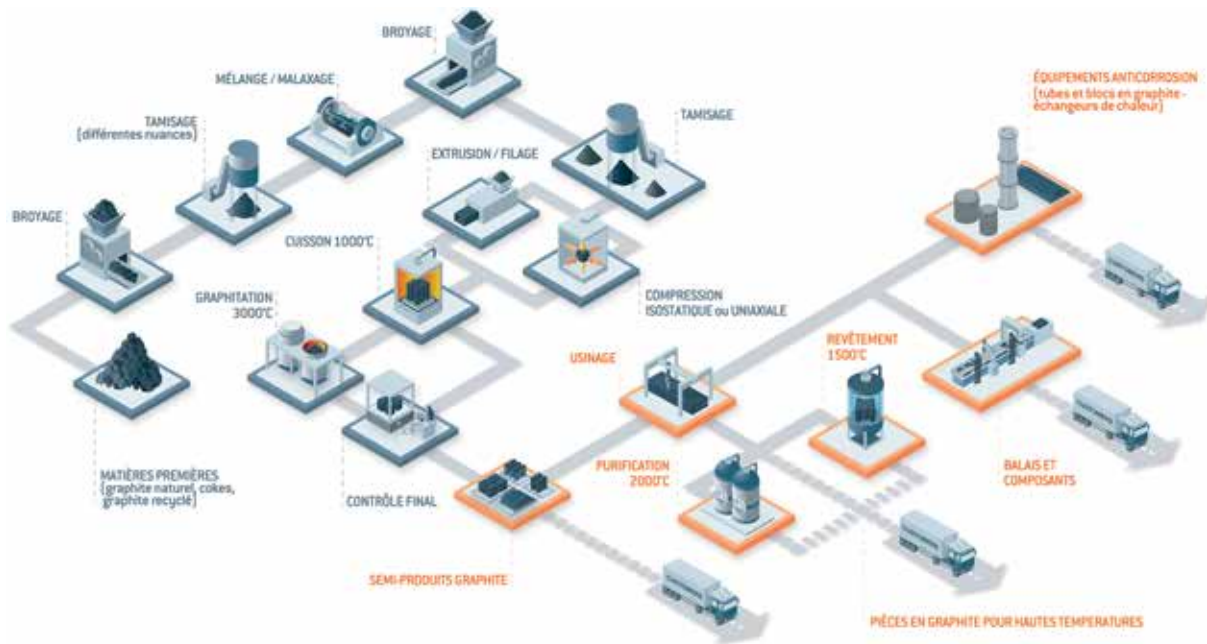 BROYAGE
MÉLANGE / MALAXAGE
TAMISAGE
(différentes nuances)
BROYAGE
TAMISAGE
EXTRUSION / FILAGE
CUISSON 1000°C
GRAPHITATION
3000°C
COMPRESSION
ISOSTATIQUE ou UNIAXIALE
MATIÈRES PREMIÈRES
(graphite naturel, cokes,
graphite recyclé)
CONTRÔLE FINAL
ÉQUIPEMENTS ANTICORROSION
(tubes et blocs en graphite -
échangeurs de chaleur)
USINAGE
REVÊTEMENT
1500°C
PURIFICATION
2000°C
BALAIS ET
COMPOSANTS
SEMI-PRODUITS GRAPHITE
PIÈCES EN GRAPHITE POUR HAUTES TEMPERATURES